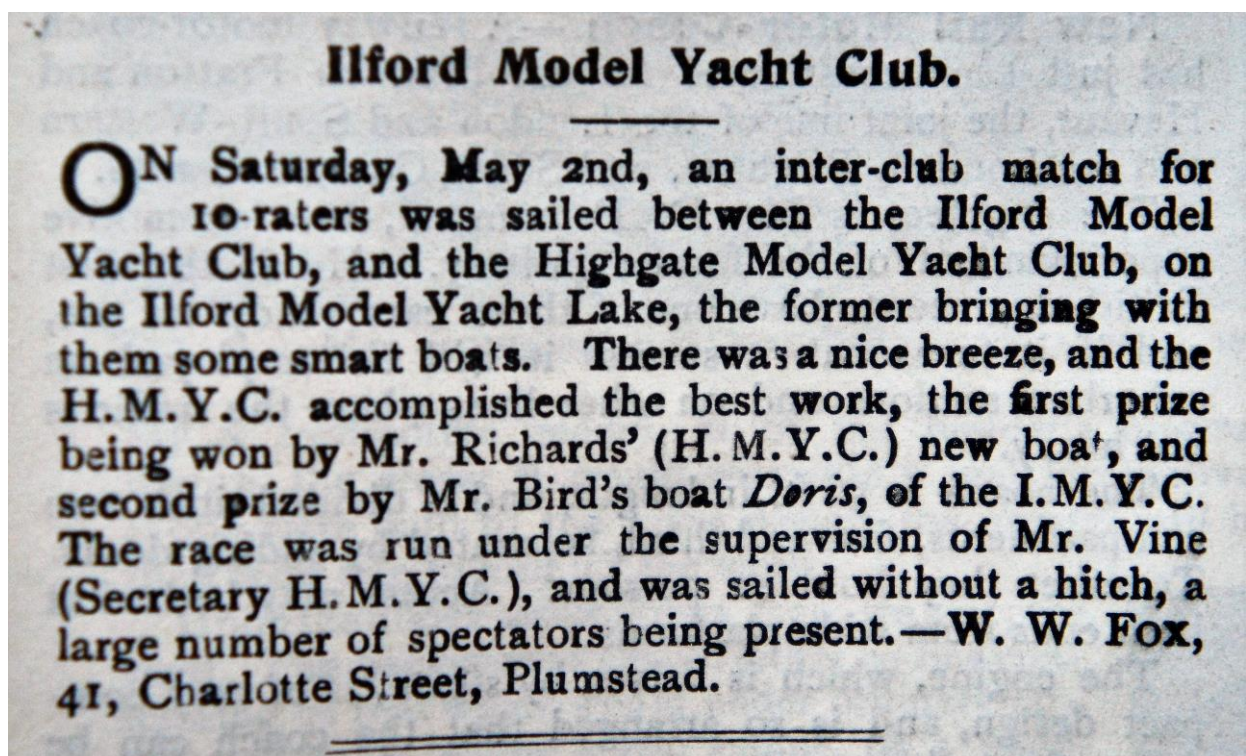 Ilford Model Yacht Club.
ON Saturday, May 2nd, an inter-club match for
10-raters was sailed between the Ilford Model
Yacht Club, and the Highgate Model Yacht Club, on
the Ilford Model Yacht Lake, the former bringing with
them some smart boats. There was a nice breeze, and the
H.M.Y.C. accomplished the best work, the first prize
being won by Mr. Richards' (H.M.Y.C.) new boat, and
second prize by Mr. Bird's boat Doris, of the I.M.Y.C.
The race was run under the supervision of Mr. Vine
(Secretary H.M.Y.C.), and was sailed without a hitch, a
large number of spectators being present.—W. W. Fox,
41, Charlotte Street, Plumstead.